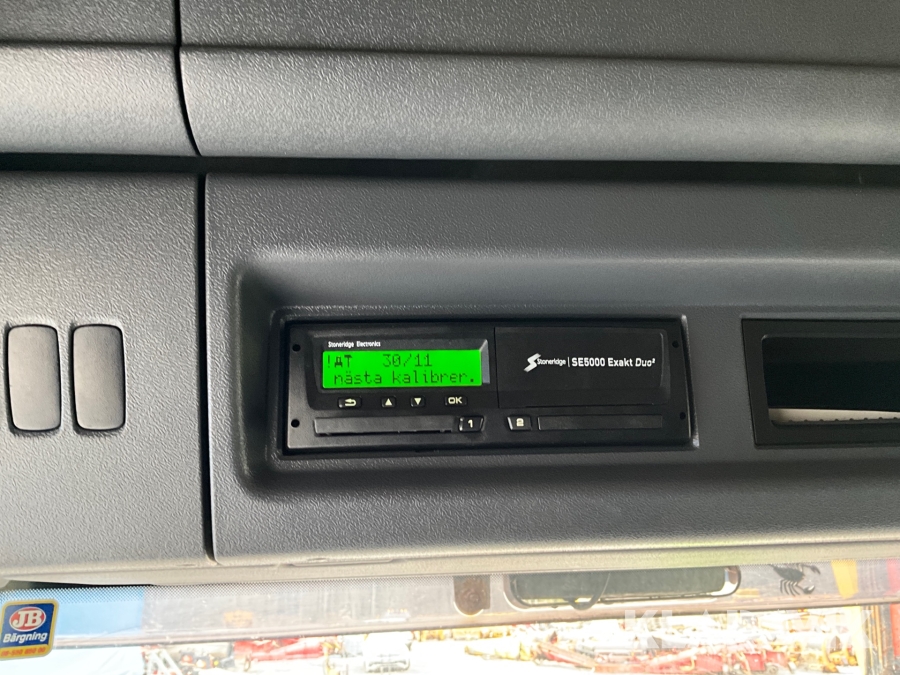 Stoneridge Electronics
!AT 30/11
nästa kalibrer.
Stoneridge | SE5000 Exakt Duo²
OK
1
2
JB
Bärgning